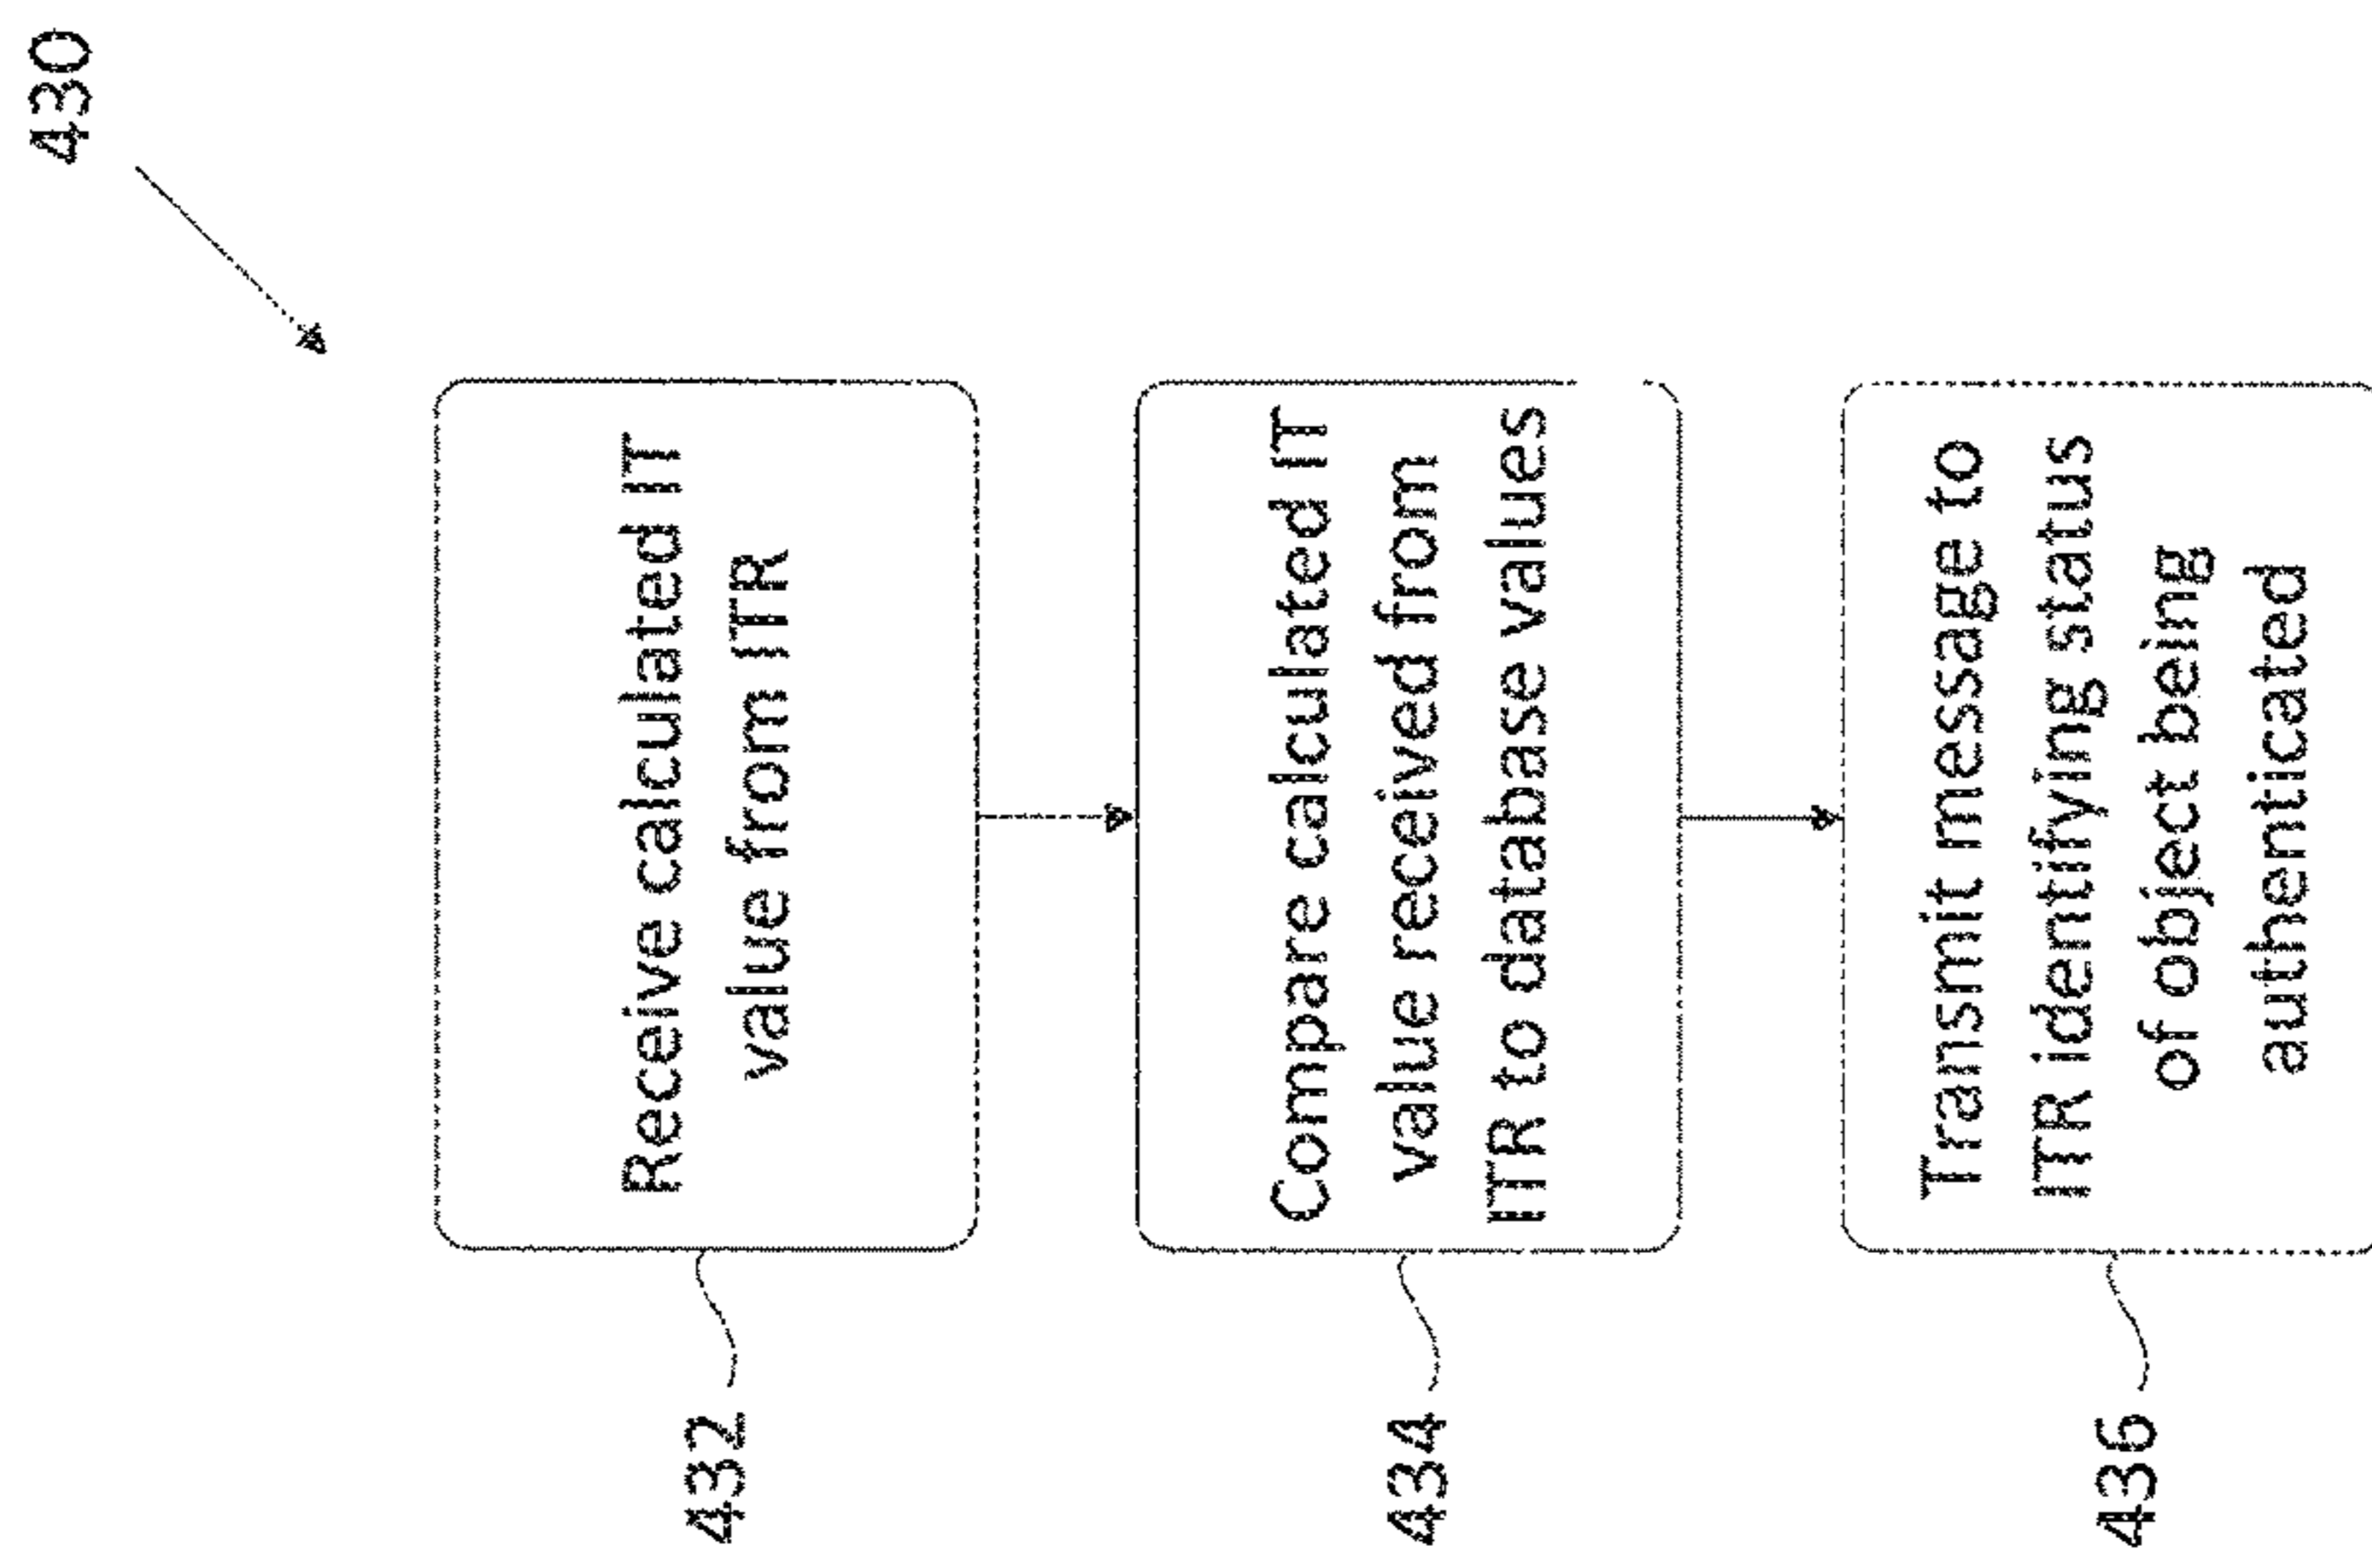 430
432
Receive calculated IT
value from ITR
434
Compare calculated IT
value received from
ITR to database values
436
Transmit message to
ITR identifying status
of object being
authenticated